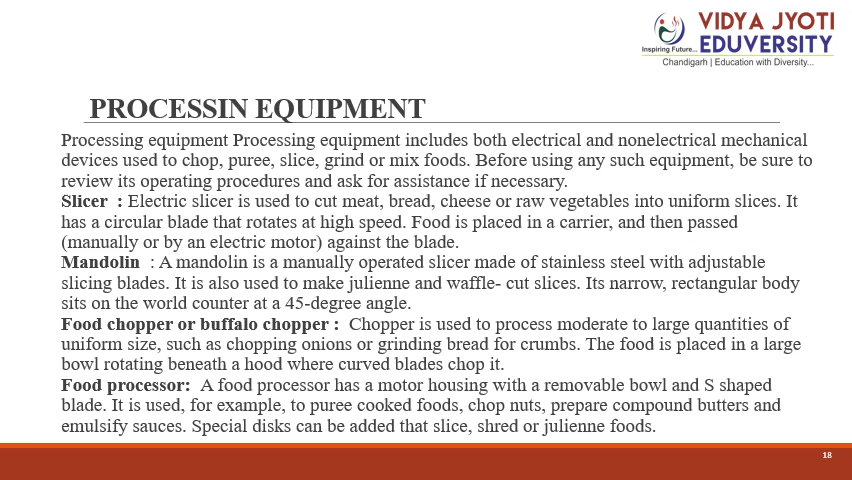 VIDYA JYOTI
EDUVERSITY
Inspiring Future...
Chandigarh | Education with Diversity...
PROCESSIN EQUIPMENT
Processing equipment Processing equipment includes both electrical and nonelectrical mechanical
devices used to chop, puree, slice, grind or mix foods. Before using any such equipment, be sure to
review its operating procedures and ask for assistance if necessary.
Slicer : Electric slicer is used to cut meat, bread, cheese or raw vegetables into uniform slices. It
has a circular blade that rotates at high speed. Food is placed in a carrier, and then passed
(manually or by an electric motor) against the blade.
Mandolin : A mandolin is a manually operated slicer made of stainless steel with adjustable
slicing blades. It is also used to make julienne and waffle- cut slices. Its narrow, rectangular body
sits on the world counter at a 45-degree angle.
Food chopper or buffalo chopper : Chopper is used to process moderate to large quantities of
uniform size, such as chopping onions or grinding bread for crumbs. The food is placed in a large
bowl rotating beneath a hood where curved blades chop it.
Food processor: A food processor has a motor housing with a removable bowl and S shaped
blade. It is used, for example, to puree cooked foods, chop nuts, prepare compound butters and
emulsify sauces. Special disks can be added that slice, shred or julienne foods.
18